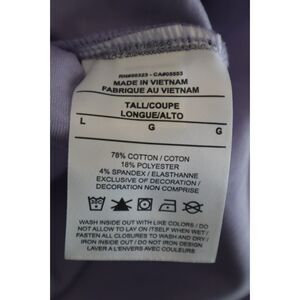 MADE IN VIETNAM
FABRIQUE AU VIETNAM
TALL/COUPE
LONGUE/ALTO
L G G
78% COTTON / COTON
18% POLYESTER
4% SPANDEX / ELASTHANNE
EXCLUSIVE OF DECORATION /
DECORATION NON COMPRISE
WASH INSIDE OUT WITH LIKE COLORS / DO
NOT ALLOW TO LAY ON ITSELF WHEN WET /
FASTEN ALL CLOSURES TO WASH AND DRY /
IRON INSIDE OUT / DO NOT IRON DESIGN
LAVER A L'ENVERS AVEC COULEURS